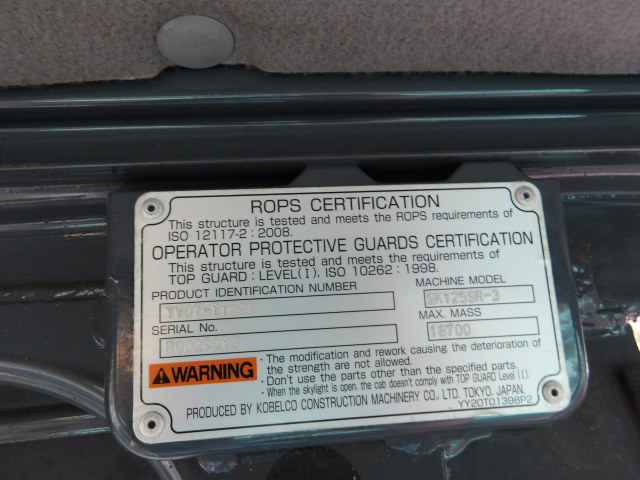 ROPS CERTIFICATION
This structure is tested and meets the ROPS requirements of
ISO 12117-2 : 2008.
OPERATOR PROTECTIVE GUARDS CERTIFICATION
This structure is tested and meets the requirements of
TOP GUARD : LEVEL(I), ISO 10262 : 1998.
PRODUCT IDENTIFICATION NUMBER
MACHINE MODEL
SK125SR-3
SERIAL No.
MAX. MASS
16700
WARNING
・The modification and rework causing the deterioration of
the strength are not allowed.
・Don't use the parts other than the specified parts.
・When the skylight is open, the cab doesn't comply with TOP GUARD Level (I).
PRODUCED BY KOBELCO CONSTRUCTION MACHINERY CO., LTD. TOKYO, JAPAN.
YY20T01398P2